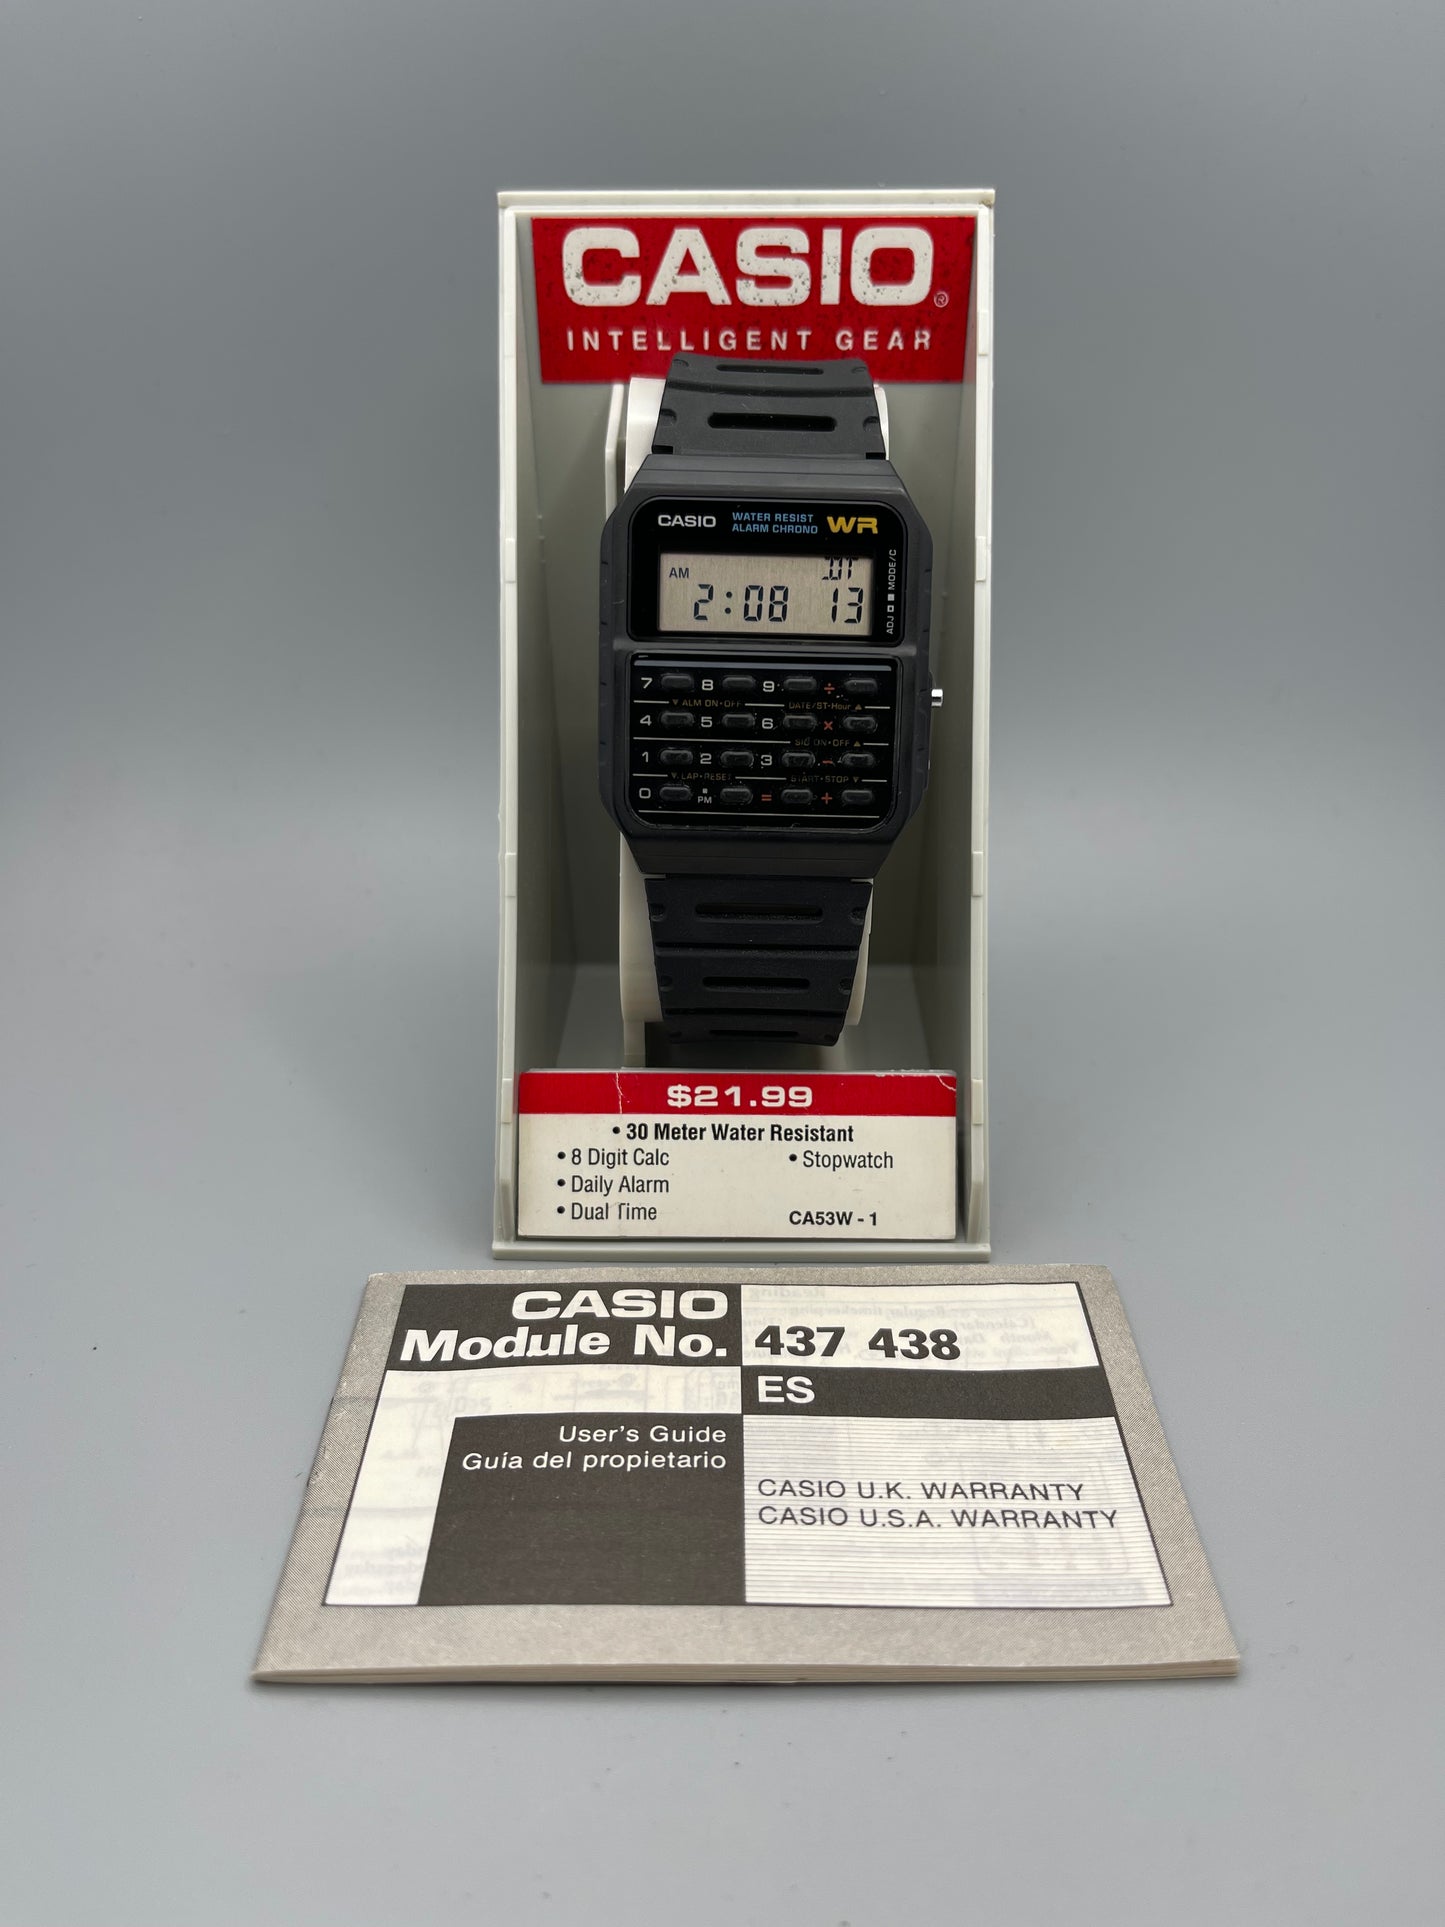 CASIO®
INTELLIGENT GEAR
CASIO WATER RESIST WR
ALARM CHRONO
AM
2:08 13
ADJ MODE/C
7 8 9 ÷
▼ ALM ON•OFF DATE/ST-Hour ▲
4 5 6 ×
SIG ON•OFF ▲
1 2 3 -
▼ LAP•RESET START•STOP ▼
0 ▪ PM = +
$21.99
• 30 Meter Water Resistant
• 8 Digit Calc • Stopwatch
• Daily Alarm
• Dual Time
CA53W - 1
CASIO
Module No. 437 438
ES
User's Guide
Guía del propietario
CASIO U.K. WARRANTY
CASIO U.S.A. WARRANTY